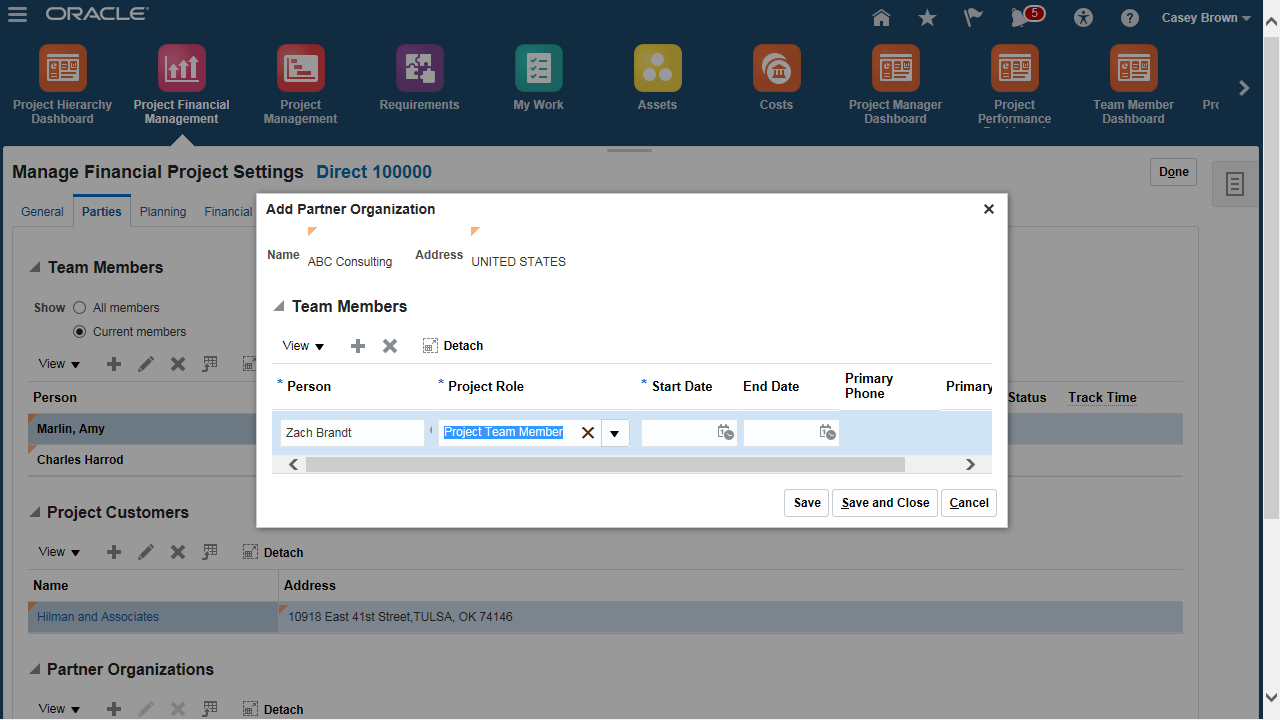 ORACLE
5
?
Casey Brown
Project Hierarchy
Dashboard
Project Financial
Management
Project
Management
Requirements
My Work
Assets
Costs
Project Manager
Dashboard
Project
Performance
Team Member
Dashboard
Manage Financial Project Settings Direct 100000
Done
General Parties Planning Financial
Team Members
Show All members
Current members
View
Person
Status Track Time
Marlin, Amy
Charles Harrod
Project Customers
View Detach
Name Address
Hilman and Associates 10918 East 41st Street,TULSA, OK 74146
Partner Organizations
View Detach
Add Partner Organization
Name ABC Consulting Address UNITED STATES
Team Members
View Detach
* Person * Project Role * Start Date End Date Primary
Phone Primary
Zach Brandt Project Team Member
Save Save and Close Cancel